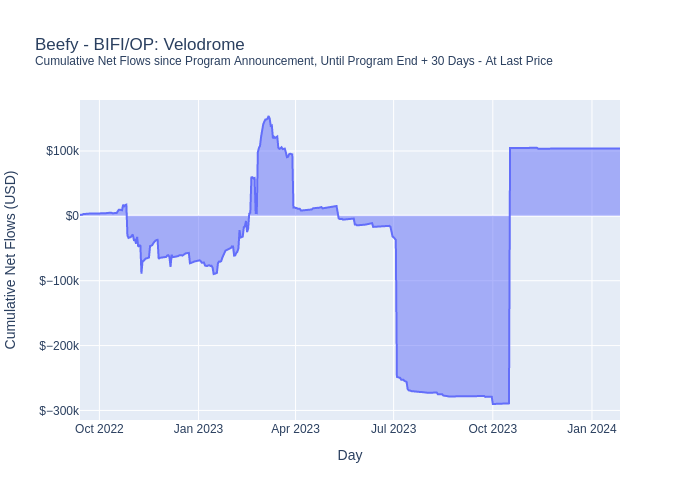 Beefy - BIFI/OP: Velodrome
Cumulative Net Flows since Program Announcement, Until Program End + 30 Days - At Last Price
Cumulative Net Flows (USD)
$100k
$0
$−100k
$−200k
$−300k
Oct 2022
Jan 2023
Apr 2023
Jul 2023
Oct 2023
Jan 2024
Day